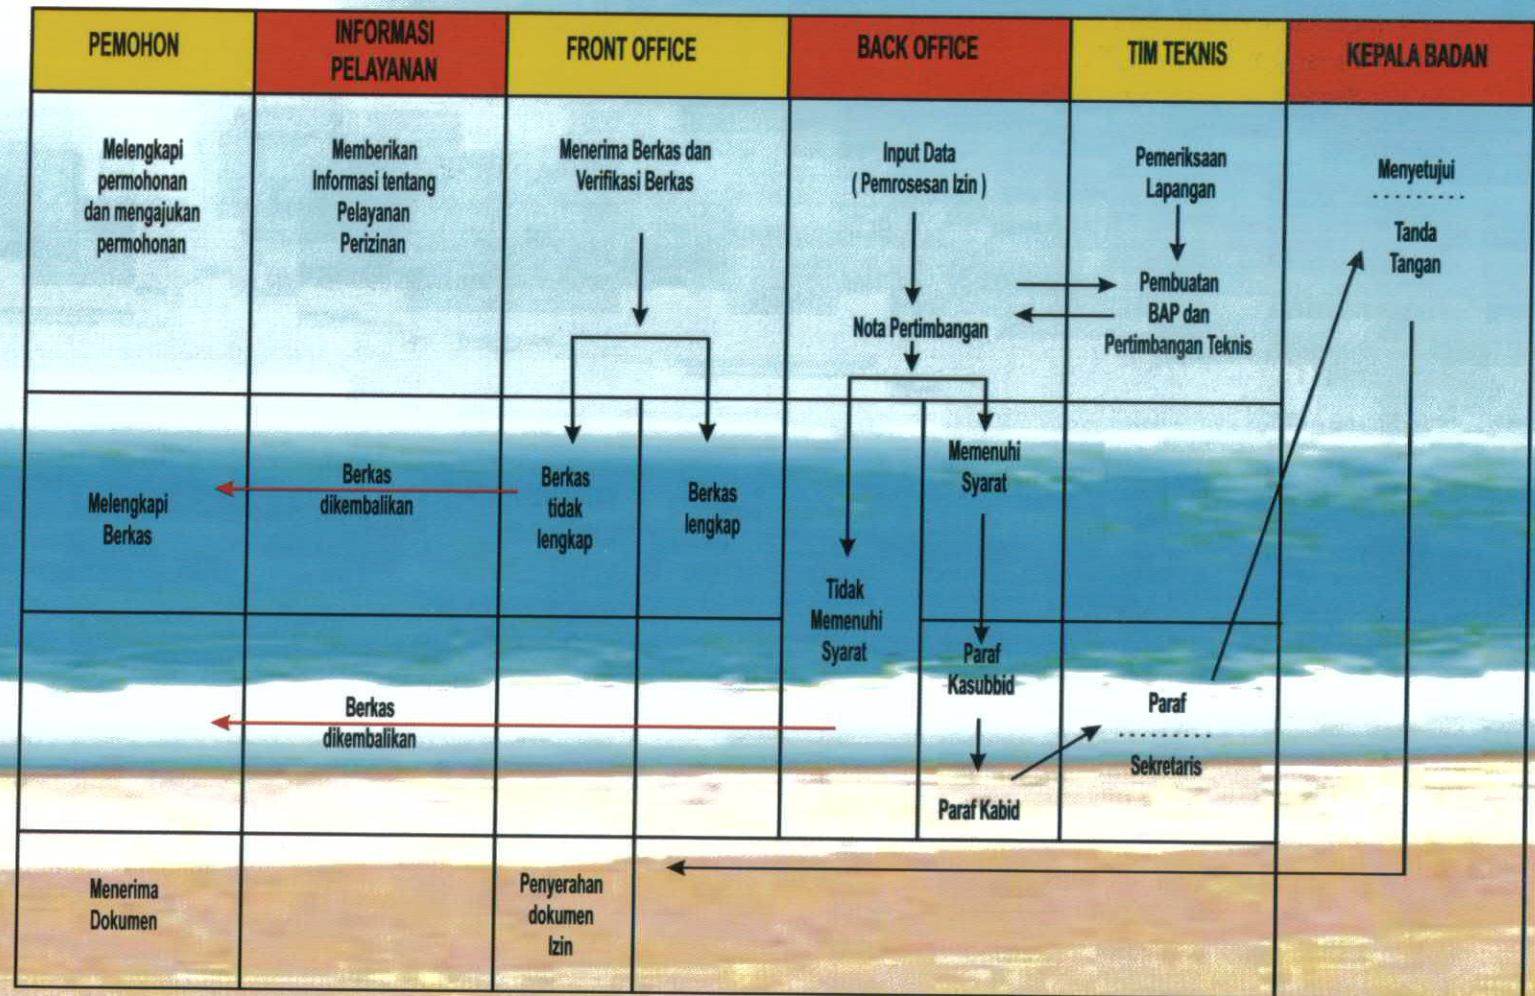 PEMOHON
INFORMASI
PELAYANAN
FRONT OFFICE
BACK OFFICE
TIM TEKNIS
KEPALA BADAN
Melengkapi
permohonan
dan mengajukan
permohonan
Memberikan
Informasi tentang
Pelayanan
Perizinan
Menerima Berkas dan
Verifikasi Berkas
Input Data
( Pemrosesan Izin )
Nota Pertimbangan
Pemeriksaan
Lapangan
Pembuatan
BAP dan
Pertimbangan Teknis
Menyetujui
Tanda
Tangan
Melengkapi
Berkas
Berkas
dikembalikan
Berkas
tidak
lengkap
Berkas
lengkap
Tidak
Memenuhi
Syarat
Memenuhi
Syarat
Berkas
dikembalikan
Paraf
Kasubbid
Paraf Kabid
Paraf
Sekretaris
Menerima
Dokumen
Penyerahan
dokumen
Izin